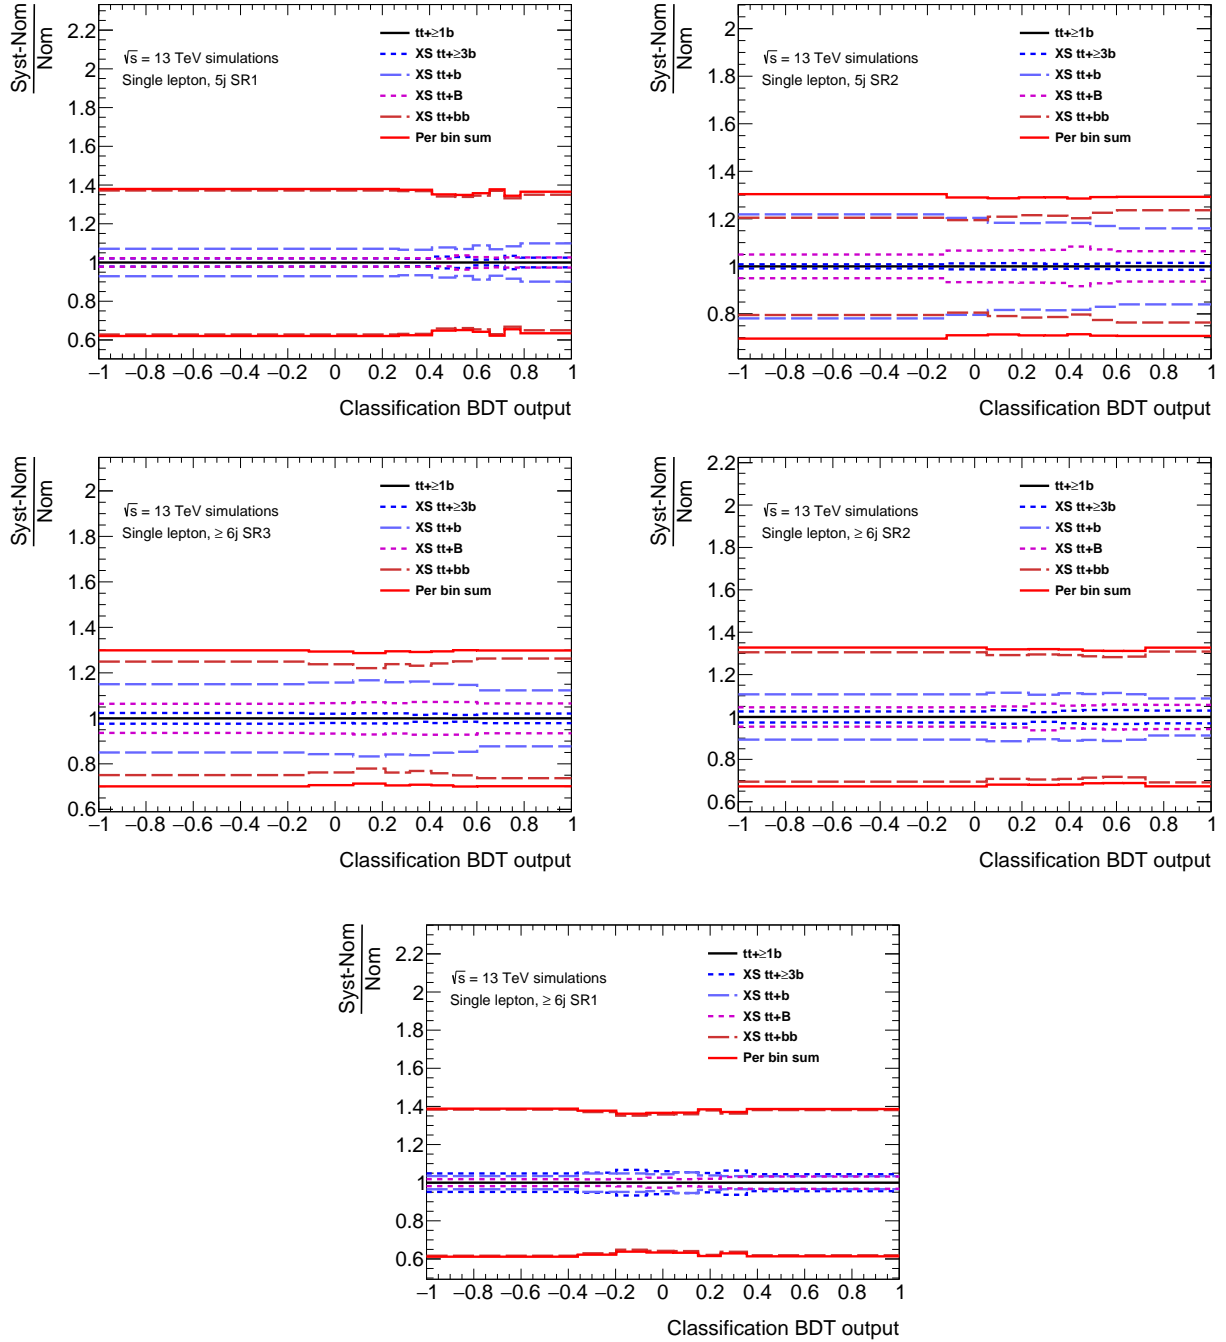 Syst-Nom
Nom
2.2
2
1.8
1.6
1.4
1.2
1
0.8
0.6
√s = 13 TeV simulations
Single lepton, 5j SR1
tt+≥1b
XS tt+≥3b
XS tt+b
XS tt+B
XS tt+bb
Per bin sum
−1 −0.8 −0.6 −0.4 −0.2 0 0.2 0.4 0.6 0.8 1
Classification BDT output
Syst-Nom
Nom
2
1.8
1.6
1.4
1.2
1
0.8
√s = 13 TeV simulations
Single lepton, 5j SR2
tt+≥1b
XS tt+≥3b
XS tt+b
XS tt+B
XS tt+bb
Per bin sum
−1 −0.8 −0.6 −0.4 −0.2 0 0.2 0.4 0.6 0.8 1
Classification BDT output
Syst-Nom
Nom
2
1.8
1.6
1.4
1.2
1
0.8
0.6
√s = 13 TeV simulations
Single lepton, ≥ 6j SR3
tt+≥1b
XS tt+≥3b
XS tt+b
XS tt+B
XS tt+bb
Per bin sum
−1 −0.8 −0.6 −0.4 −0.2 0 0.2 0.4 0.6 0.8 1
Classification BDT output
Syst-Nom
Nom
2.2
2
1.8
1.6
1.4
1.2
1
0.8
0.6
√s = 13 TeV simulations
Single lepton, ≥ 6j SR2
tt+≥1b
XS tt+≥3b
XS tt+b
XS tt+B
XS tt+bb
Per bin sum
−1 −0.8 −0.6 −0.4 −0.2 0 0.2 0.4 0.6 0.8 1
Classification BDT output
Syst-Nom
Nom
2.2
2
1.8
1.6
1.4
1.2
1
0.8
0.6
√s = 13 TeV simulations
Single lepton, ≥ 6j SR1
tt+≥1b
XS tt+≥3b
XS tt+b
XS tt+B
XS tt+bb
Per bin sum
−1 −0.8 −0.6 −0.4 −0.2 0 0.2 0.4 0.6 0.8 1
Classification BDT output